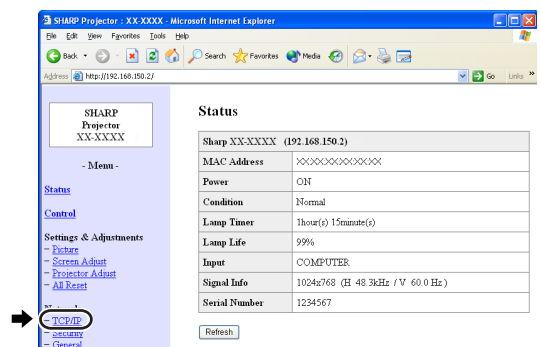 SHARP Projector : XX-XXXX - Microsoft Internet Explorer
File Edit View Favorites Tools Help
Back Search Favorites Media
Address http://192.168.150.2/ Go Links »
SHARP
Projector
XX-XXXX
- Menu -
Status
Control
Settings & Adjustments
– Picture
– Screen Adjust
– Projector Adjust
– All Reset
– TCP/IP
– Security
– General
Status
Sharp XX-XXXX (192.168.150.2)
MAC Address XXXXXXXXXXXX
Power ON
Condition Normal
Lamp Timer 1hour(s) 15minute(s)
Lamp Life 99%
Input COMPUTER
Signal Info 1024x768 (H 48.3kHz / V 60.0 Hz)
Serial Number 1234567
Refresh